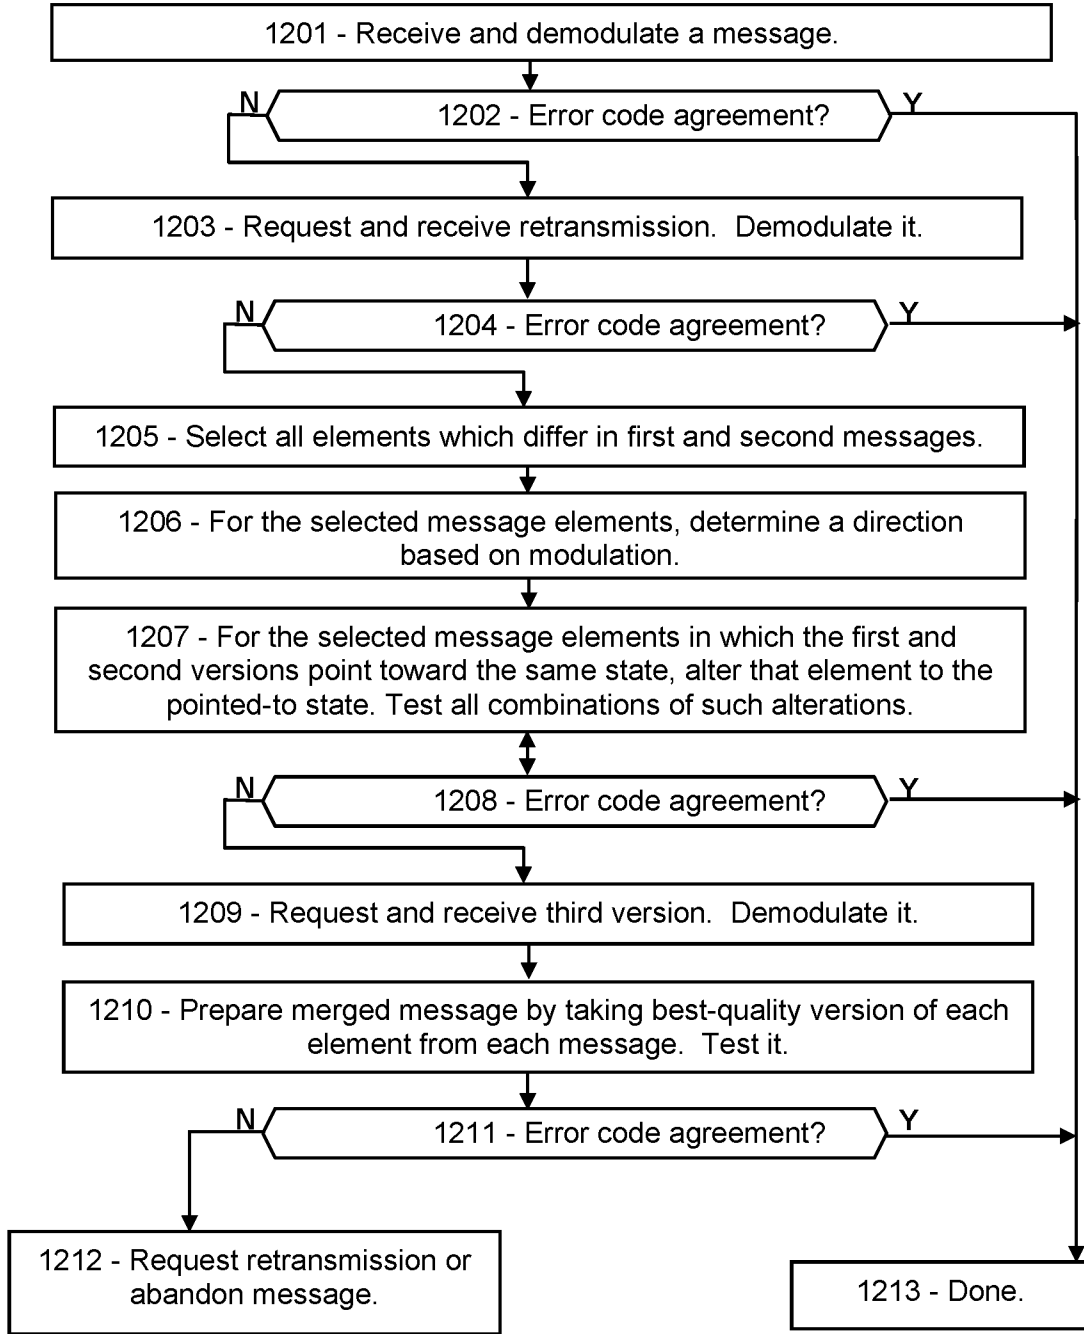 1201 - Receive and demodulate a message.
N
Y
1202 - Error code agreement?
1203 - Request and receive retransmission.  Demodulate it.
N
Y
1204 - Error code agreement?
1205 - Select all elements which differ in first and second messages.
1206 - For the selected message elements, determine a direction
based on modulation.
1207 - For the selected message elements in which the first and
second versions point toward the same state, alter that element to the
pointed-to state. Test all combinations of such alterations.
N
Y
1208 - Error code agreement?
1209 - Request and receive third version.  Demodulate it.
1210 - Prepare merged message by taking best-quality version of each
element from each message.  Test it.
N
Y
1211 - Error code agreement?
1212 - Request retransmission or
abandon message.
1213 - Done.